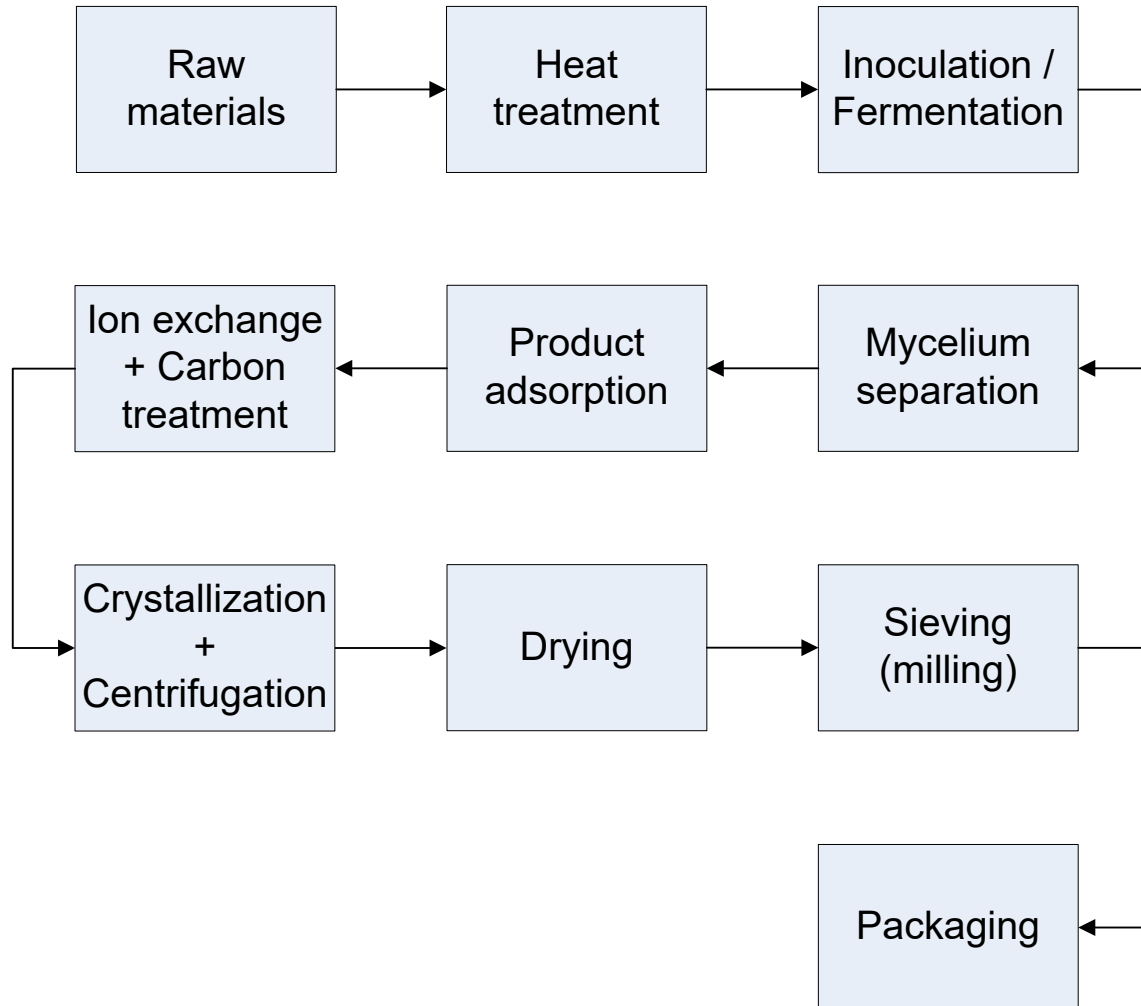 Raw
materials
Heat
treatment
Inoculation /
Fermentation
Mycelium
separation
Product
adsorption
Ion exchange
+ Carbon
treatment
Crystallization
+
Centrifugation
Drying
Sieving
(milling)
Packaging